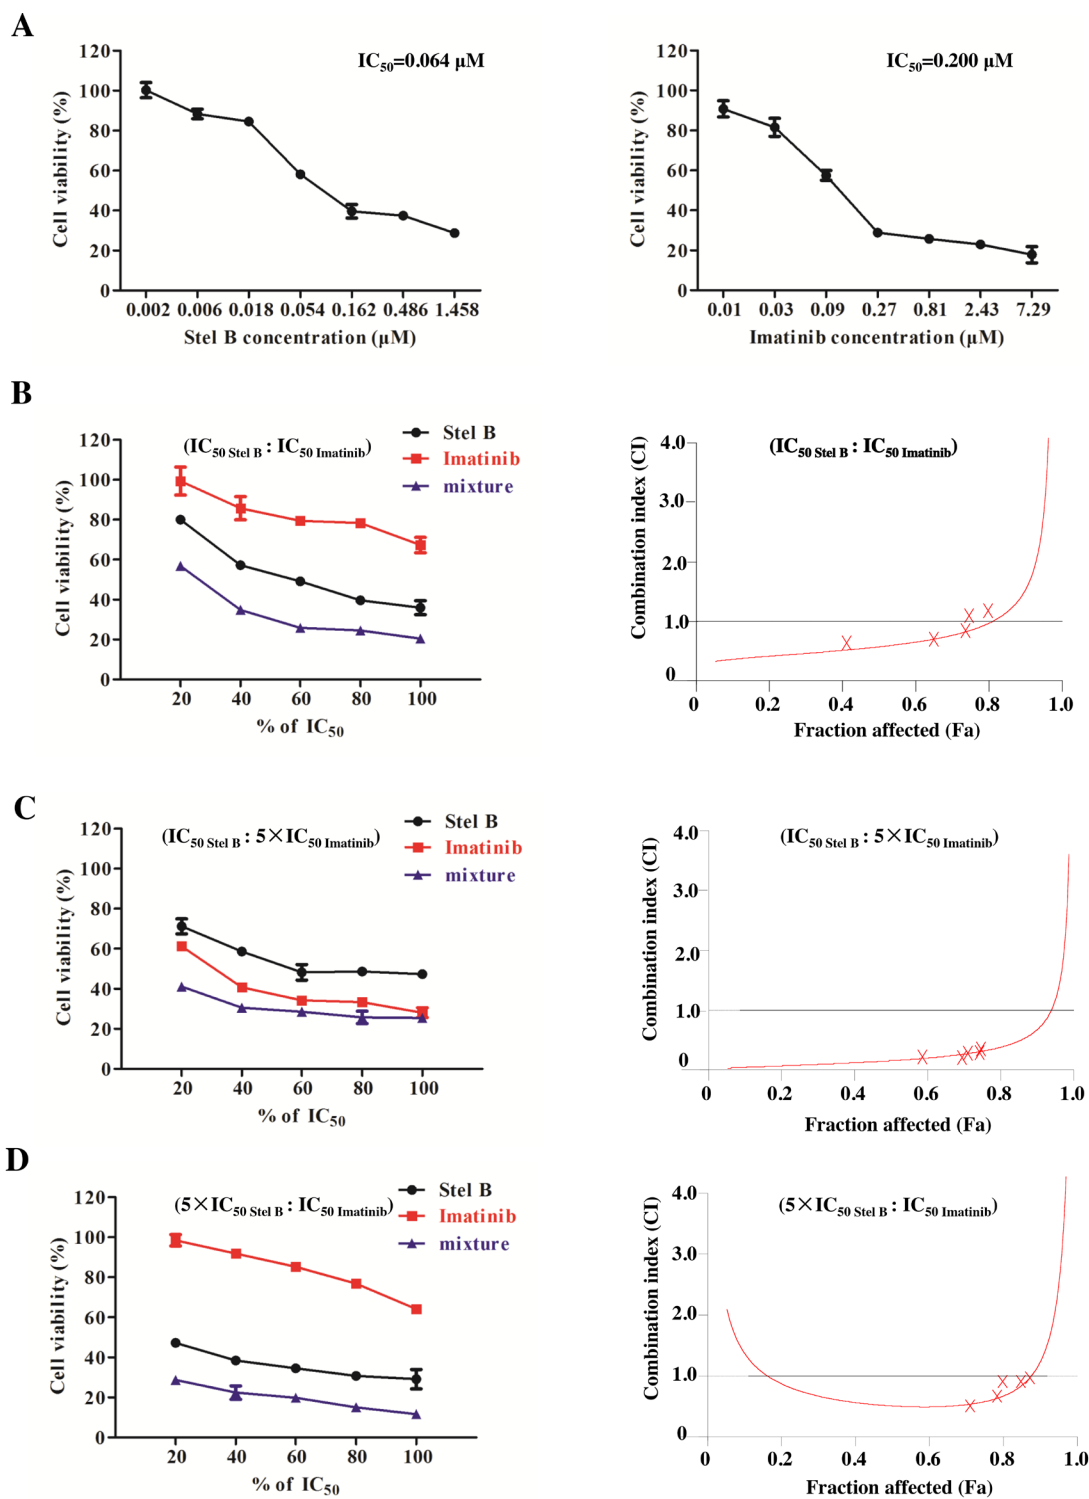 A
IC50=0.064 μM
Cell viability (%)
120
100
80
60
40
20
0
0.002 0.006 0.018 0.054 0.162 0.486 1.458
Stel B concentration (μM)
IC50=0.200 μM
Cell viability (%)
120
100
80
60
40
20
0
0.01 0.03 0.09 0.27 0.81 2.43 7.29
Imatinib concentration (μM)
B
(IC50 Stel B : IC50 Imatinib)
Stel B
Imatinib
mixture
Cell viability (%)
120
100
80
60
40
20
0
20 40 60 80 100
% of IC50
(IC50 Stel B : IC50 Imatinib)
Combination index (CI)
4.0
3.0
2.0
1.0
0
0 0.2 0.4 0.6 0.8 1.0
Fraction affected (Fa)
C
(IC50 Stel B : 5×IC50 Imatinib)
Stel B
Imatinib
mixture
Cell viability (%)
120
100
80
60
40
20
0
20 40 60 80 100
% of IC50
(IC50 Stel B : 5×IC50 Imatinib)
Combination index (CI)
4.0
3.0
2.0
1.0
0
0 0.2 0.4 0.6 0.8 1.0
Fraction affected (Fa)
D
(5×IC50 Stel B : IC50 Imatinib)
Stel B
Imatinib
mixture
Cell viability (%)
120
100
80
60
40
20
0
20 40 60 80 100
% of IC50
(5×IC50 Stel B : IC50 Imatinib)
Combination index (CI)
4.0
3.0
2.0
1.0
0
0 0.2 0.4 0.6 0.8 1.0
Fraction affected (Fa)